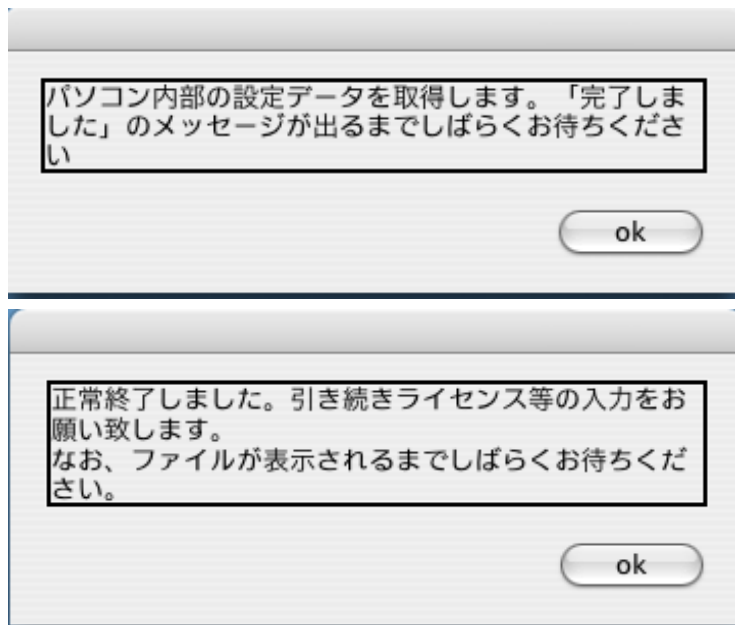 パソコン内部の設定データを取得します。「完了しま
した」のメッセージが出るまでしばらくお待ちくださ
い
ok
正常終了しました。引き続きライセンス等の入力をお
願い致します。
なお、ファイルが表示されるまでしばらくお待ちくだ
さい。
ok